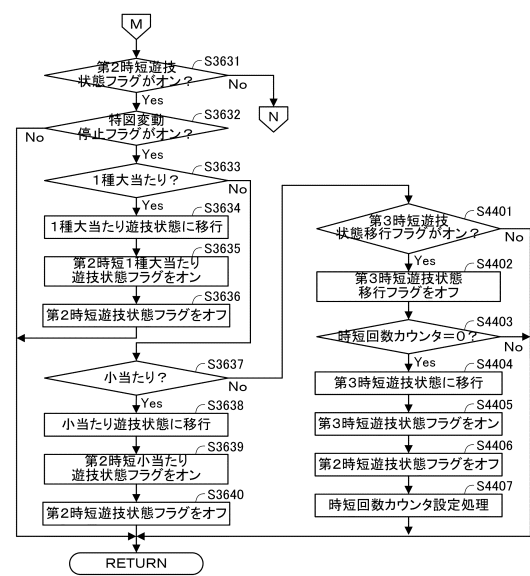 M
第2時短遊技
状態フラグがオン？
S3631
No
Yes
N
特図変動
停止フラグがオン？
S3632
No
Yes
1種大当たり？
S3633
No
Yes
1種大当たり遊技状態に移行
S3634
第2時短1種大当たり
遊技状態フラグをオン
S3635
第2時短遊技状態フラグをオフ
S3636
小当たり？
S3637
No
Yes
小当たり遊技状態に移行
S3638
第2時短小当たり
遊技状態フラグをオン
S3639
第2時短遊技状態フラグをオフ
S3640
RETURN
第3時短遊技
状態移行フラグがオン？
S4401
No
Yes
第3時短遊技状態
移行フラグをオフ
S4402
時短回数カウンタ＝0？
S4403
No
Yes
第3時短遊技状態に移行
S4404
第3時短遊技状態フラグをオン
S4405
第2時短遊技状態フラグをオフ
S4406
時短回数カウンタ設定処理
S4407